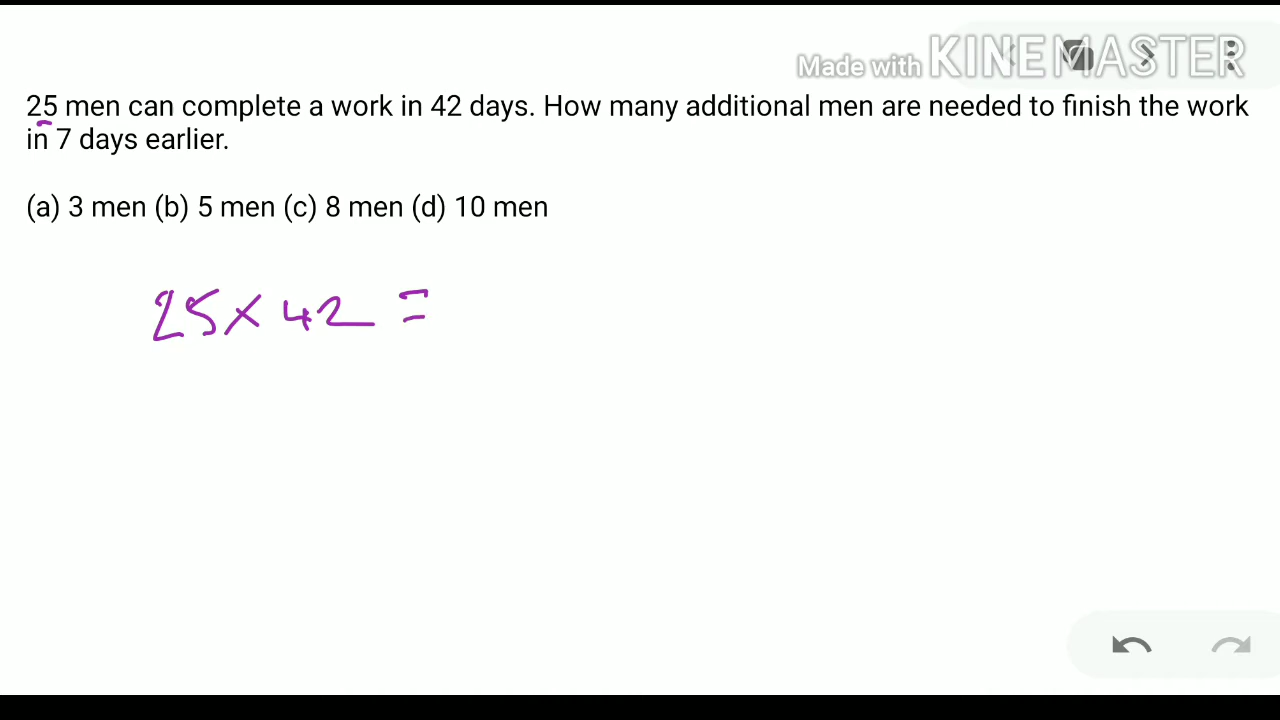 Made with KINEMASTER
25 men can complete a work in 42 days. How many additional men are needed to finish the work
in 7 days earlier.
(a) 3 men (b) 5 men (c) 8 men (d) 10 men
25 × 42 =